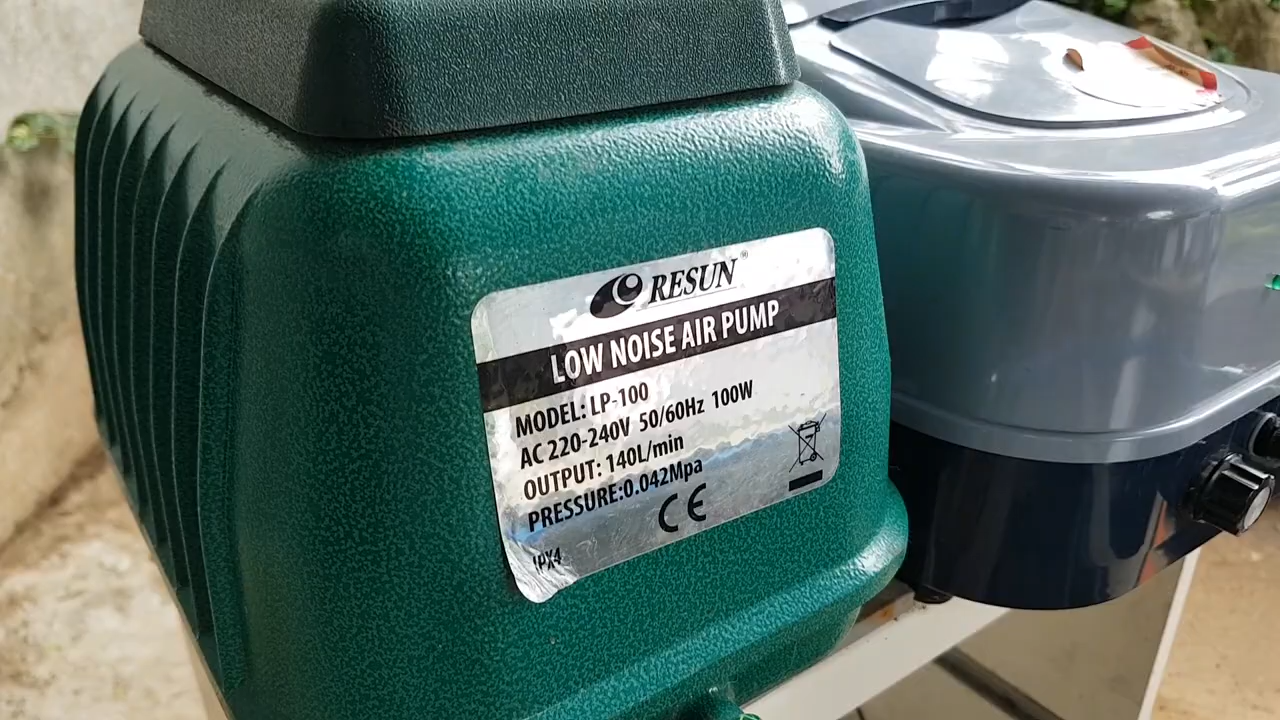 RESUN®
LOW NOISE AIR PUMP
MODEL: LP-100
AC 220-240V 50/60Hz 100W
OUTPUT: 140L/min
PRESSURE:0.042Mpa
CE
IPX4